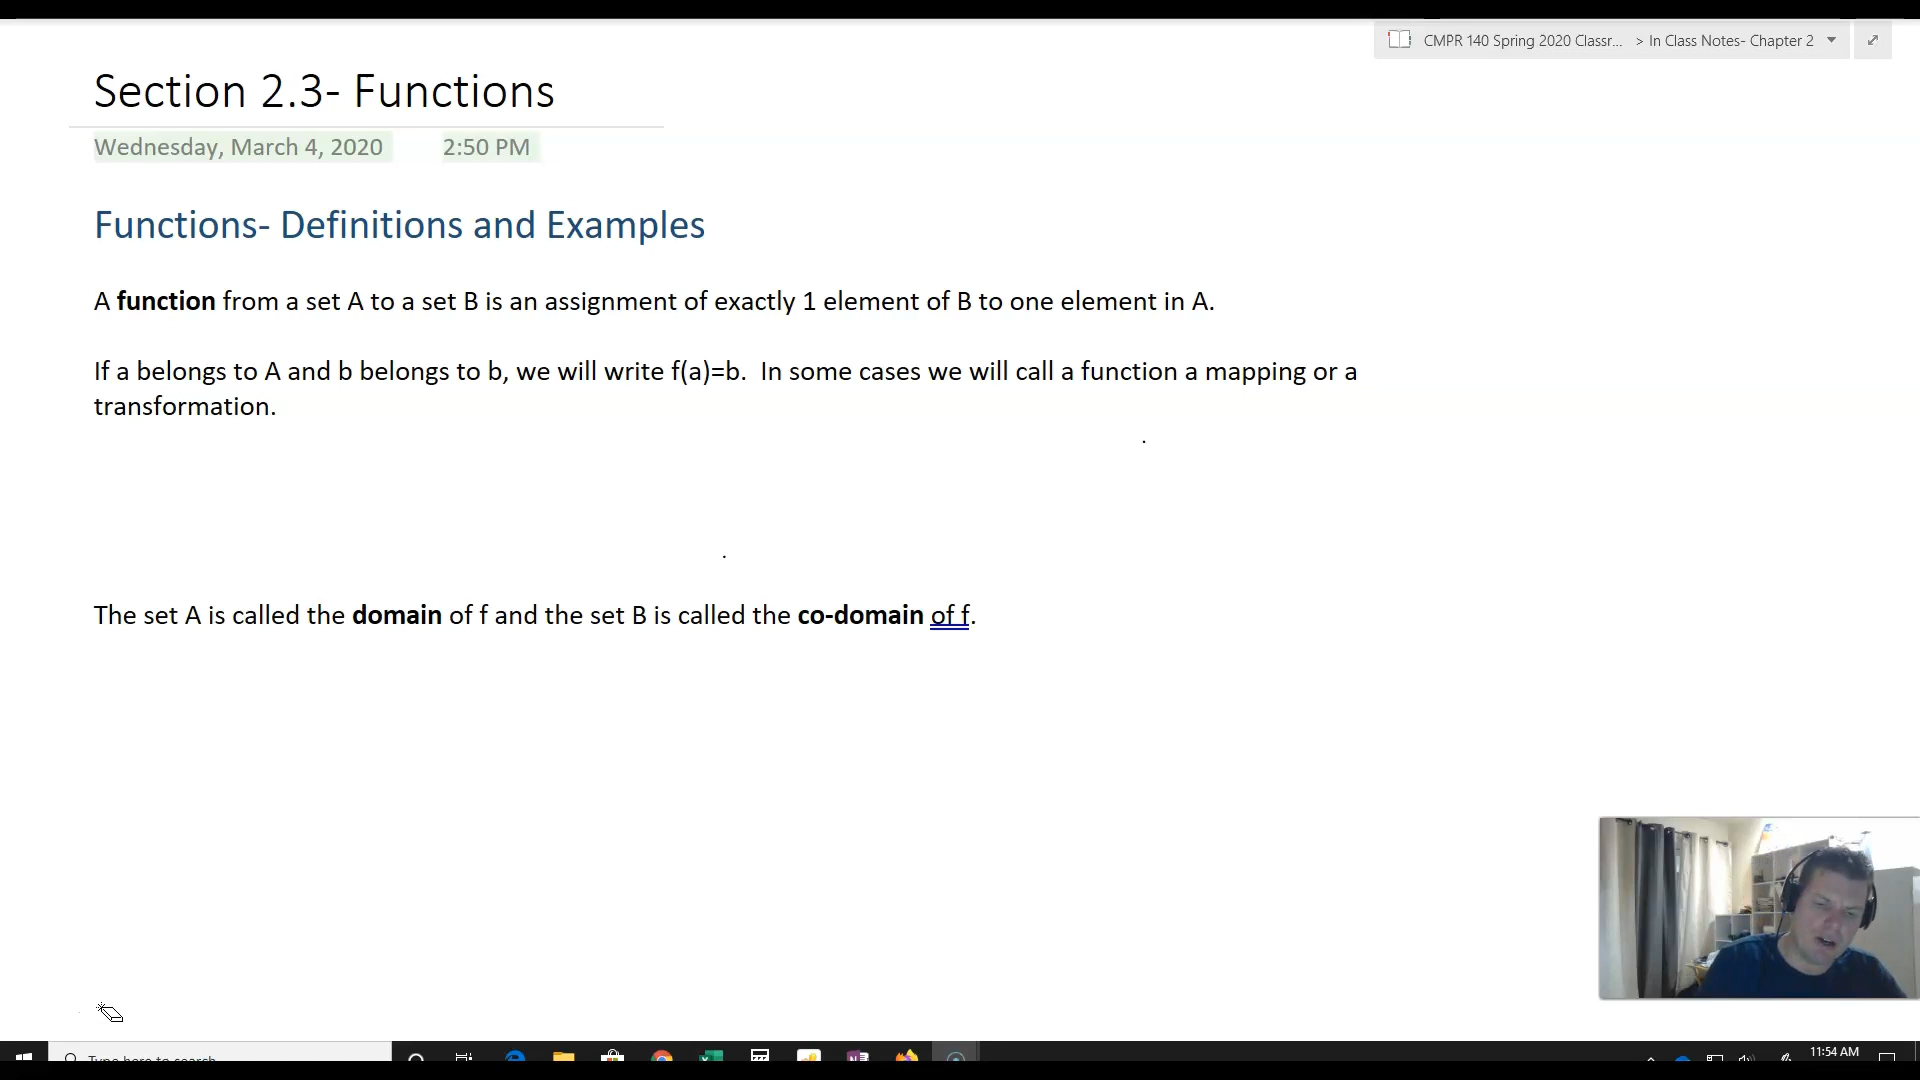 CMPR 140 Spring 2020 Classr... > In Class Notes- Chapter 2
Section 2.3- Functions
Wednesday, March 4, 2020 2:50 PM
Functions- Definitions and Examples
A function from a set A to a set B is an assignment of exactly 1 element of B to one element in A.
If a belongs to A and b belongs to b, we will write f(a)=b. In some cases we will call a function a mapping or a
transformation.
The set A is called the domain of f and the set B is called the co-domain of f.
Type here to search
11:54 AM